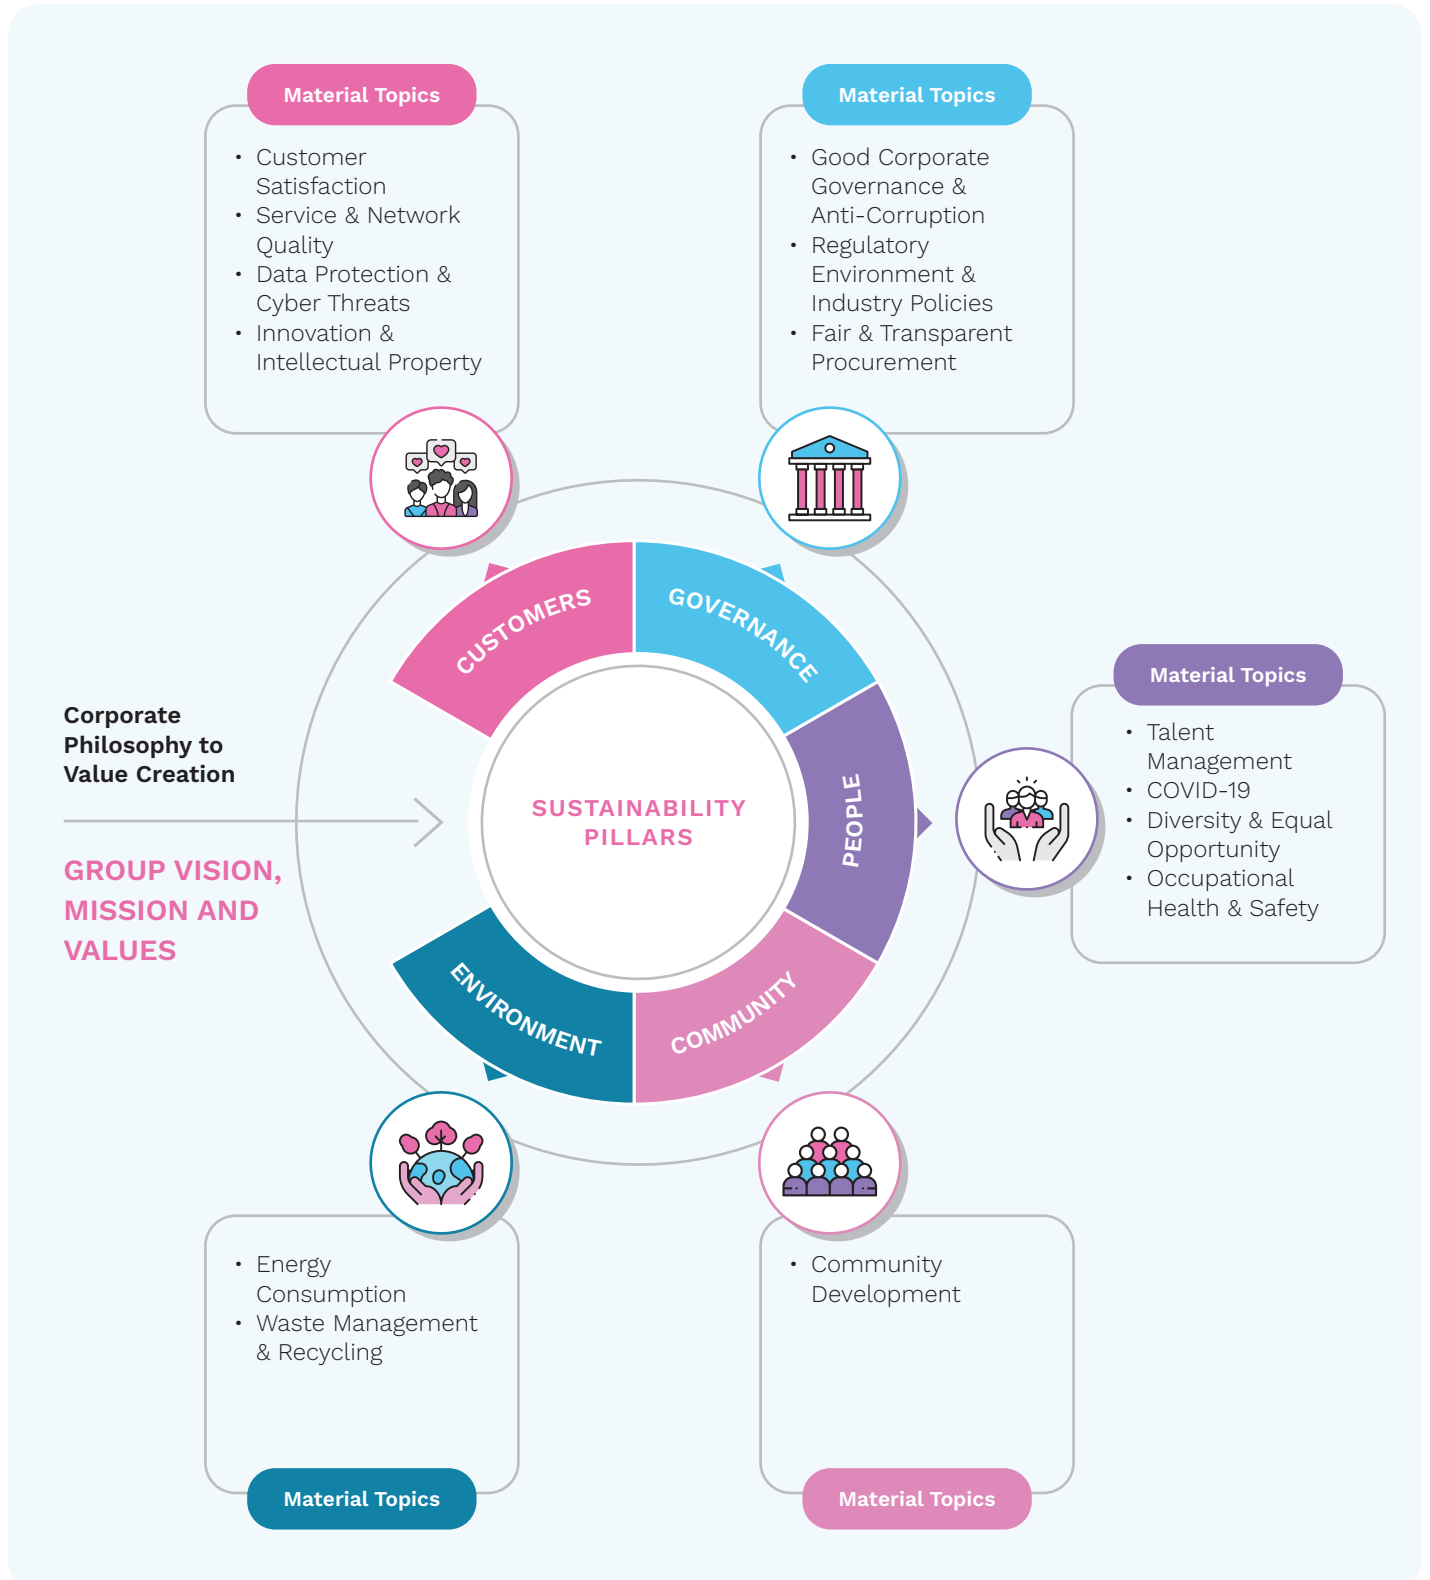 Material Topics
• Customer
Satisfaction
• Service & Network
Quality
• Data Protection &
Cyber Threats
• Innovation &
Intellectual Property
Material Topics
• Good Corporate
Governance &
Anti-Corruption
• Regulatory
Environment &
Industry Policies
• Fair & Transparent
Procurement
CUSTOMERS
GOVERNANCE
PEOPLE
COMMUNITY
ENVIRONMENT
SUSTAINABILITY
PILLARS
Corporate
Philosophy to
Value Creation
GROUP VISION,
MISSION AND
VALUES
Material Topics
• Talent
Management
• COVID-19
• Diversity & Equal
Opportunity
• Occupational
Health & Safety
• Energy
Consumption
• Waste Management
& Recycling
Material Topics
• Community
Development
Material Topics